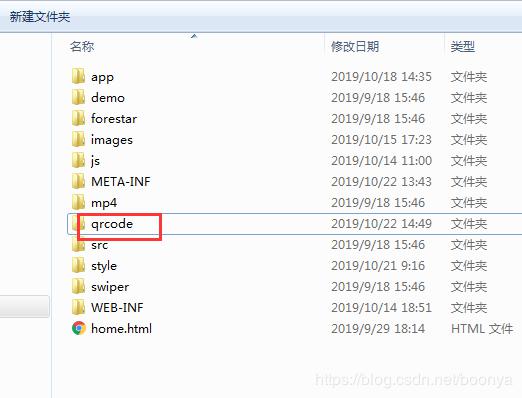 新建文件夹
名称 修改日期 类型
app 2019/10/18 14:35 文件夹
demo 2019/9/18 15:46 文件夹
forestar 2019/9/18 15:46 文件夹
images 2019/10/15 17:23 文件夹
js 2019/10/14 11:00 文件夹
META-INF 2019/10/22 13:43 文件夹
mp4 2019/9/18 15:46 文件夹
qrcode 2019/10/22 14:49 文件夹
src 2019/9/18 15:46 文件夹
style 2019/10/21 9:16 文件夹
swiper 2019/9/18 15:46 文件夹
WEB-INF 2019/10/14 18:51 文件夹
home.html 2019/9/29 18:14 HTML 文件
https://blog.csdn.net/boonya